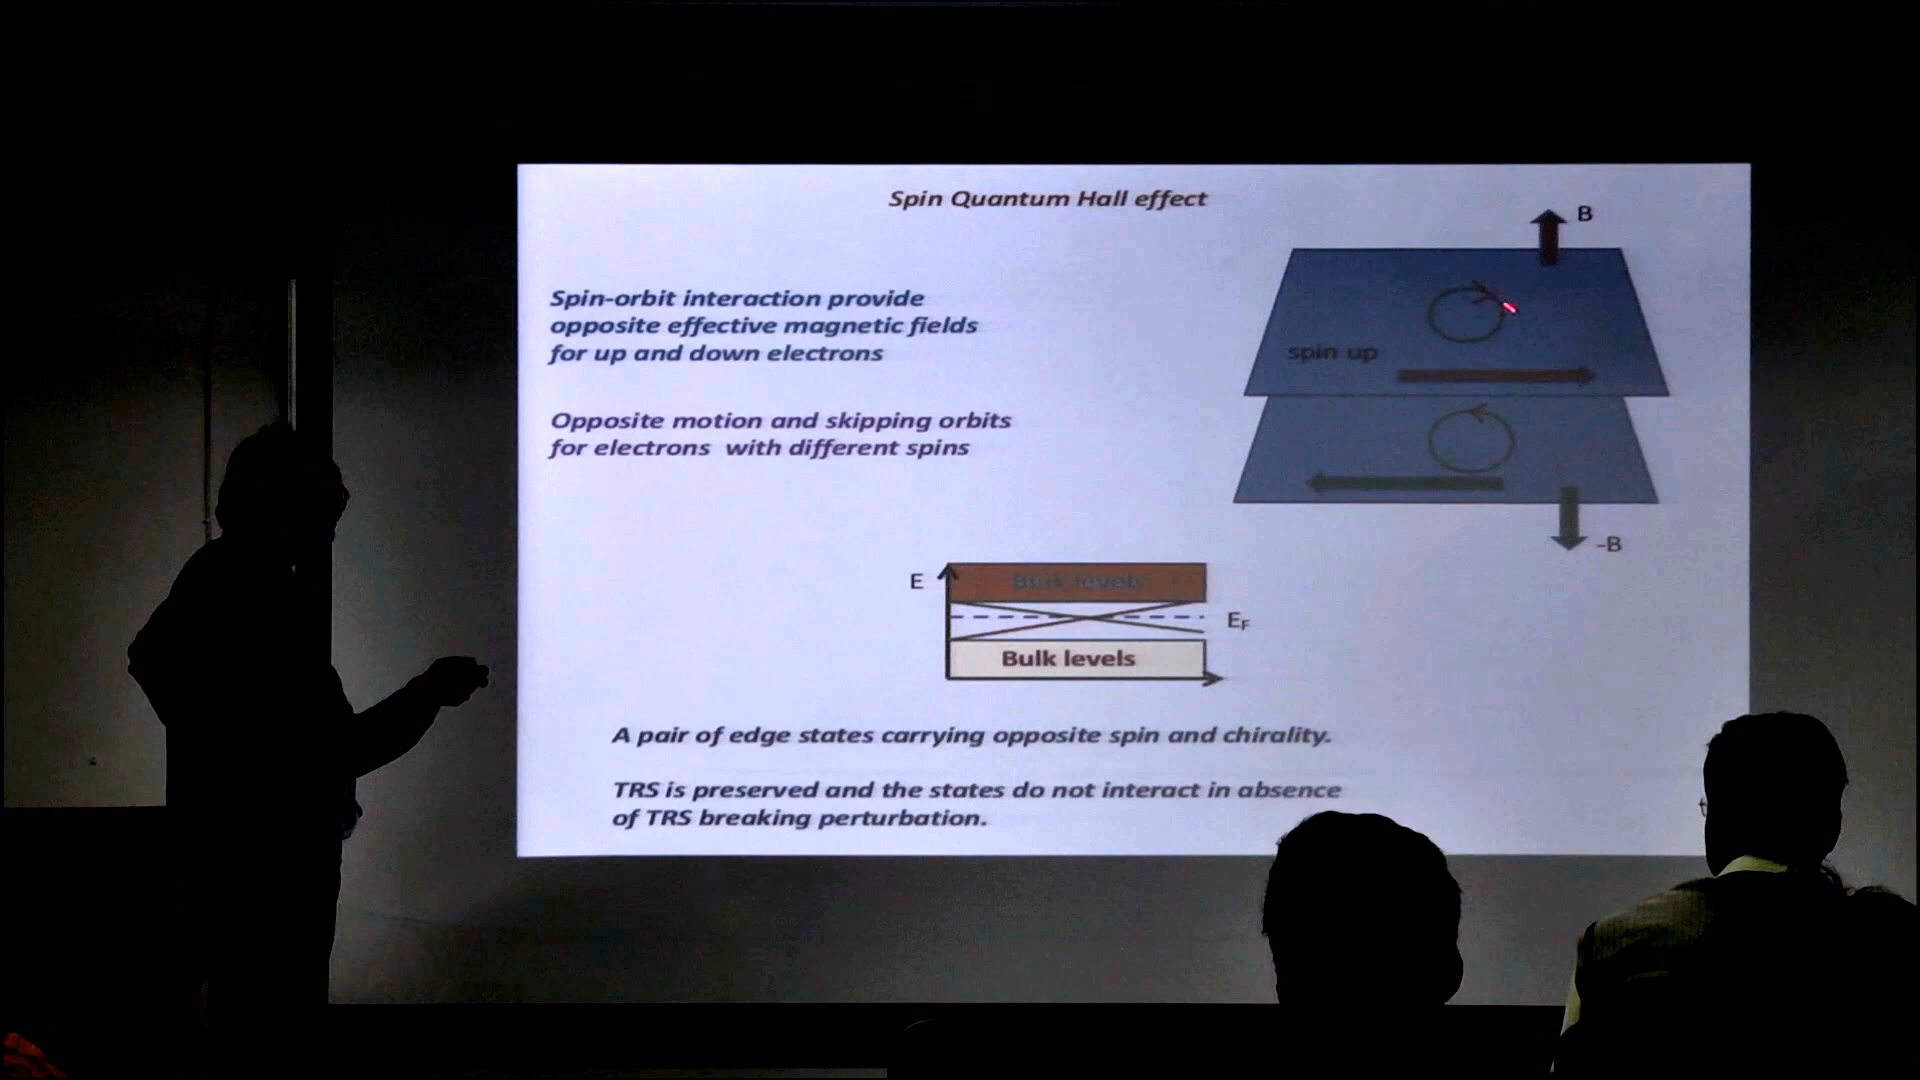 Spin Quantum Hall effect
B
Spin-orbit interaction provide
opposite effective magnetic fields
for up and down electrons
spin up
Opposite motion and skipping orbits
for electrons with different spins
-B
E
Bulk levels
EF
Bulk levels
A pair of edge states carrying opposite spin and chirality.
TRS is preserved and the states do not interact in absence
of TRS breaking perturbation.